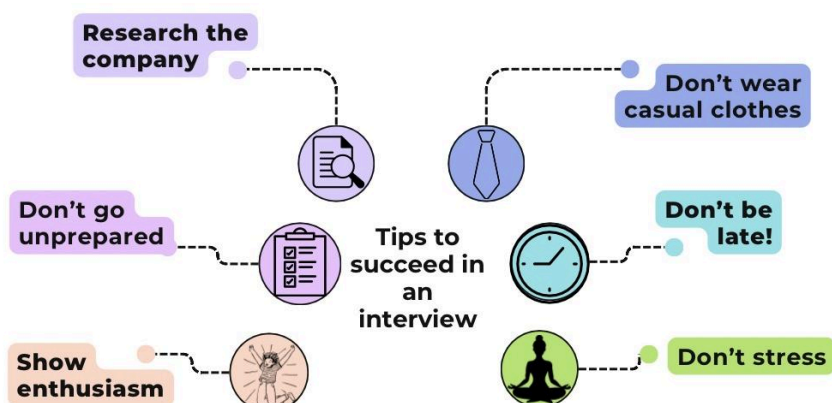 Research the
company
Don't wear
casual clothes
Don't go
unprepared
Tips to
succeed in
an
interview
Don't be
late!
Show
enthusiasm
Don't stress